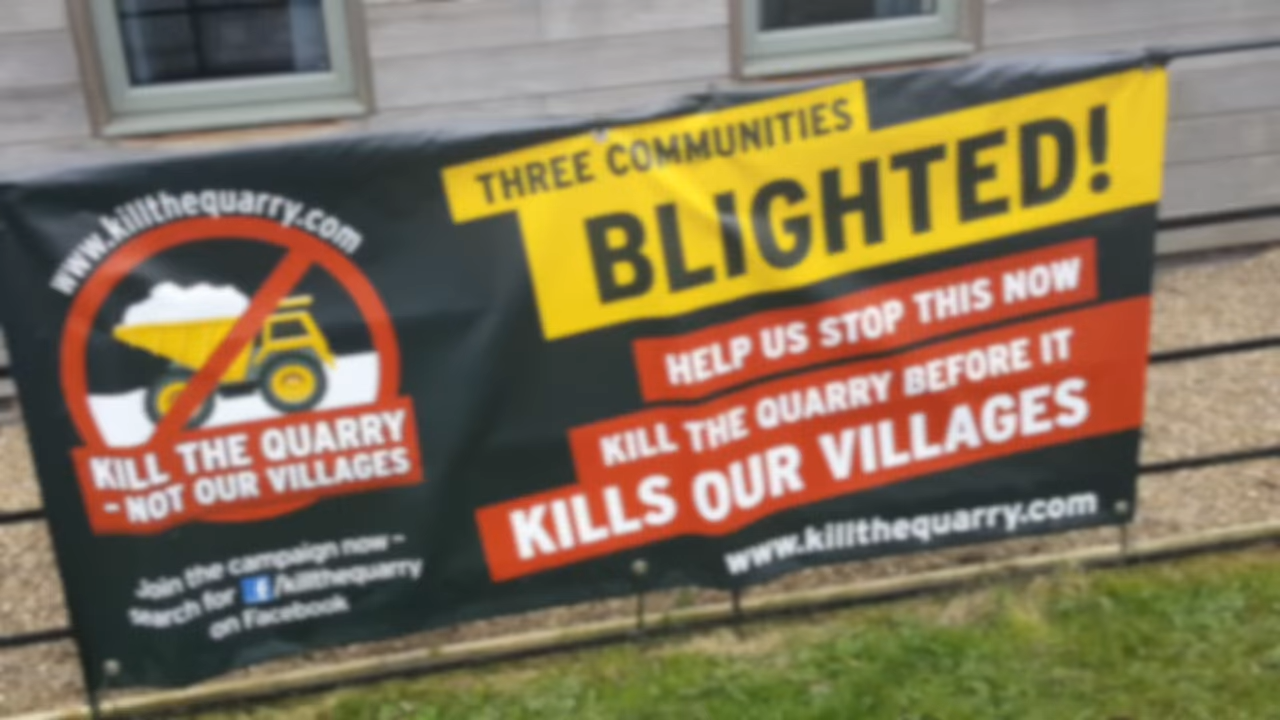 www.killthequarry.com
KILL THE QUARRY
- NOT OUR VILLAGES
Join the campaign now -
search for f/killthequarry
on Facebook
THREE COMMUNITIES
BLIGHTED!
HELP US STOP THIS NOW
KILL THE QUARRY BEFORE IT
KILLS OUR VILLAGES
www.killthequarry.com